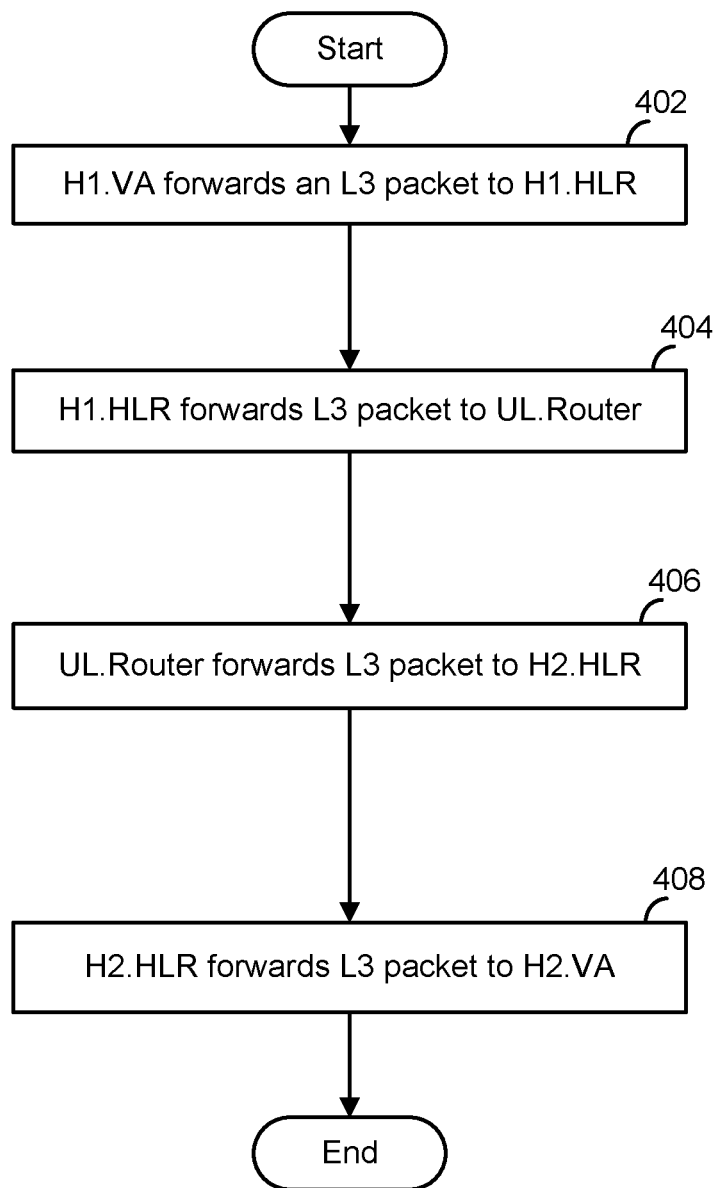 Start
402
H1.VA forwards an L3 packet to H1.HLR
404
H1.HLR forwards L3 packet to UL.Router
406
UL.Router forwards L3 packet to H2.HLR
408
H2.HLR forwards L3 packet to H2.VA
End